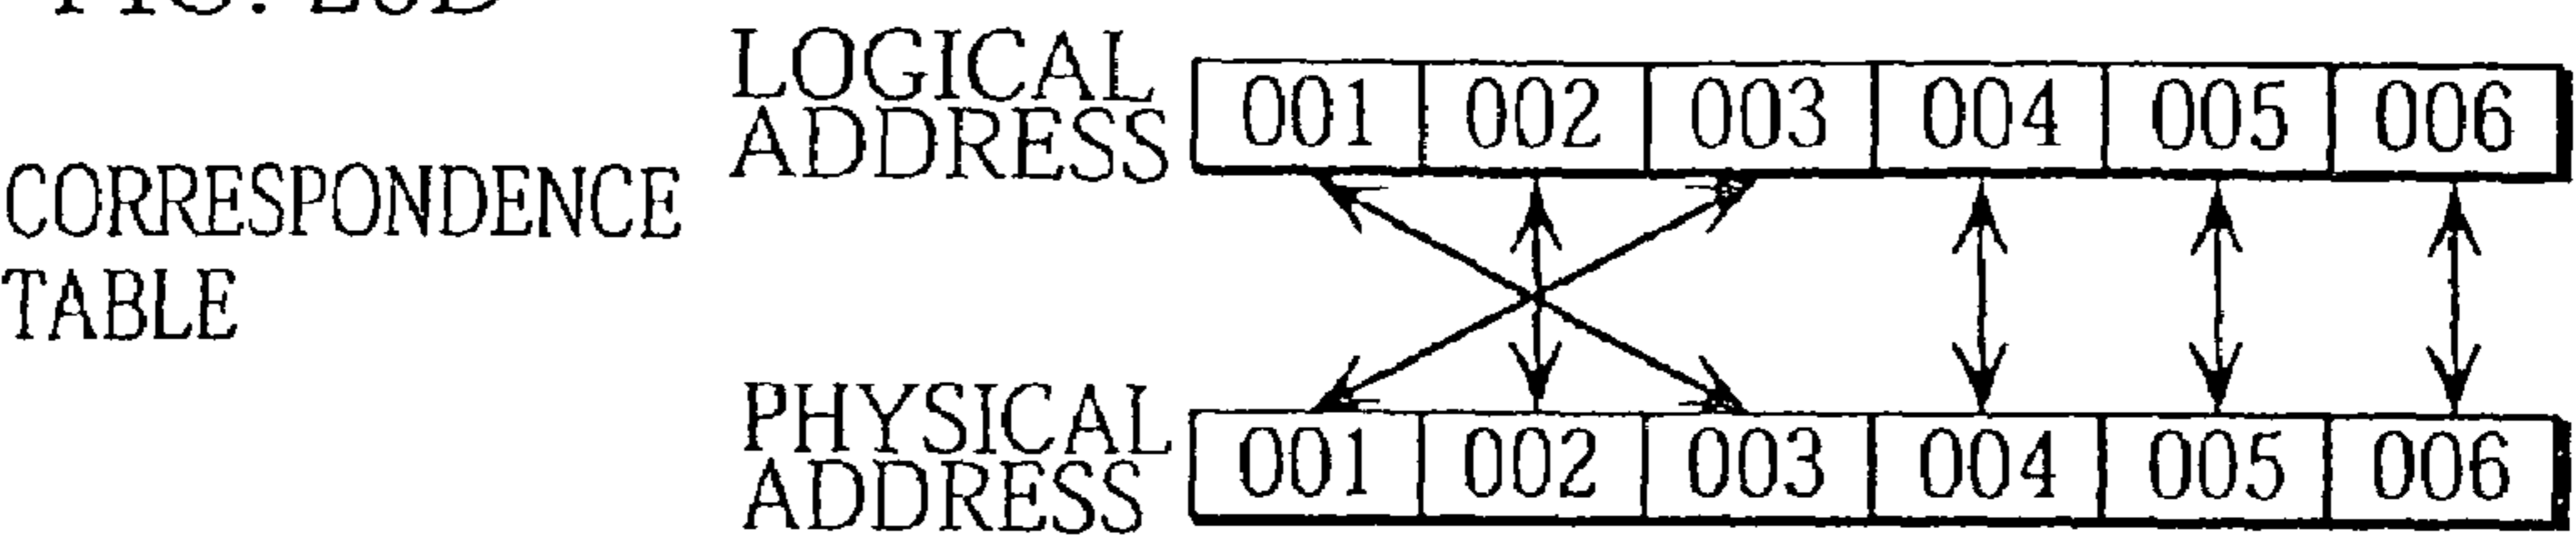 LOGICAL
ADDRESS
001 002 003 004 005 006
CORRESPONDENCE
TABLE
PHYSICAL
ADDRESS
001 002 003 004 005 006